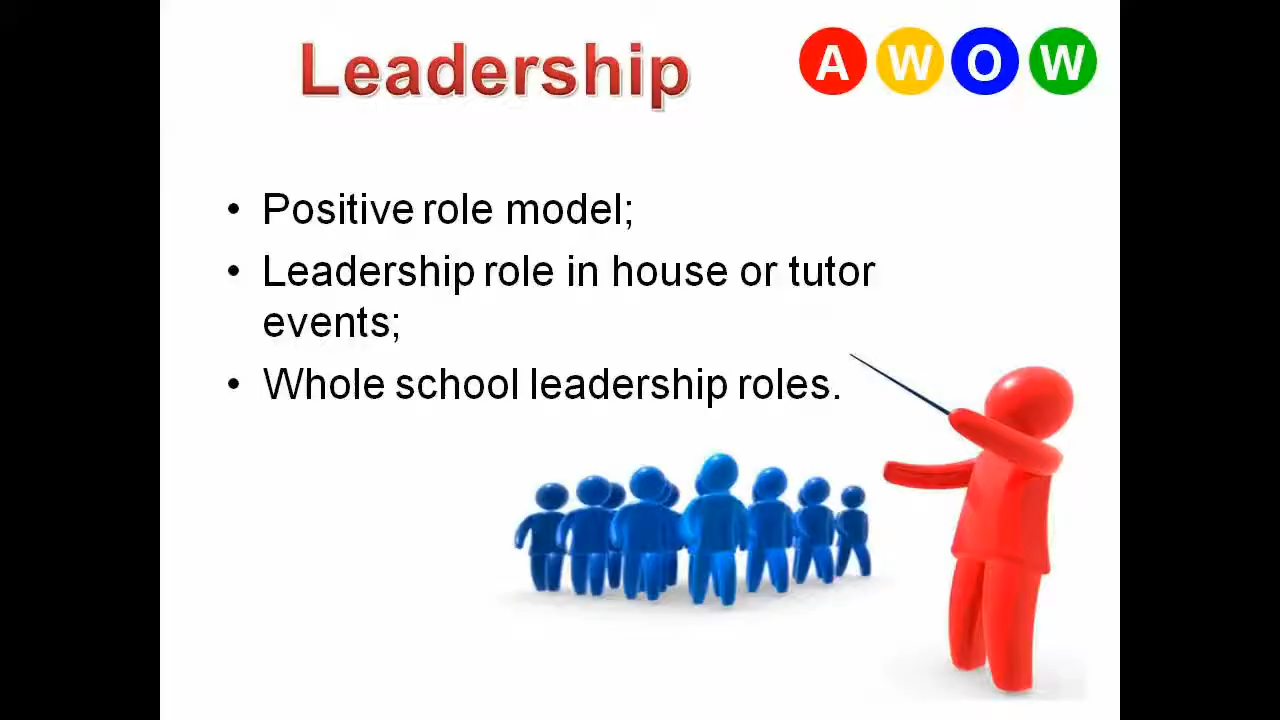 Leadership
A W O W
• Positive role model;
• Leadership role in house or tutor
events;
• Whole school leadership roles.